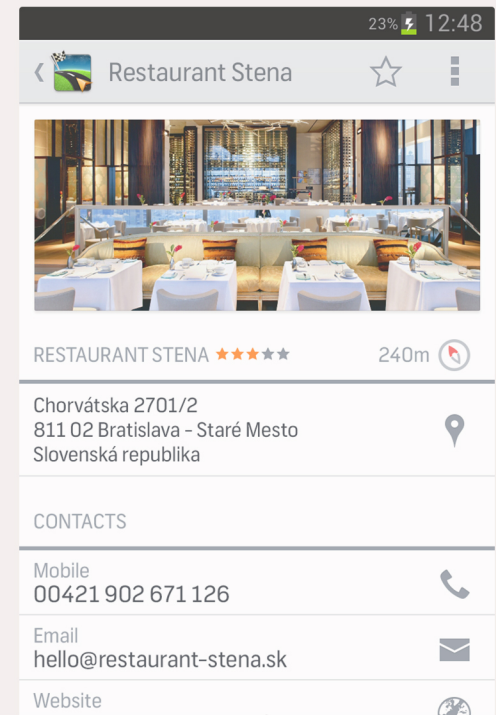 23% 12:48
Restaurant Stena
RESTAURANT STENA 240m
Chorvátska 2701/2
811 02 Bratislava - Staré Mesto
Slovenská republika
CONTACTS
Mobile
00421 902 671 126
Email
hello@restaurant-stena.sk
Website